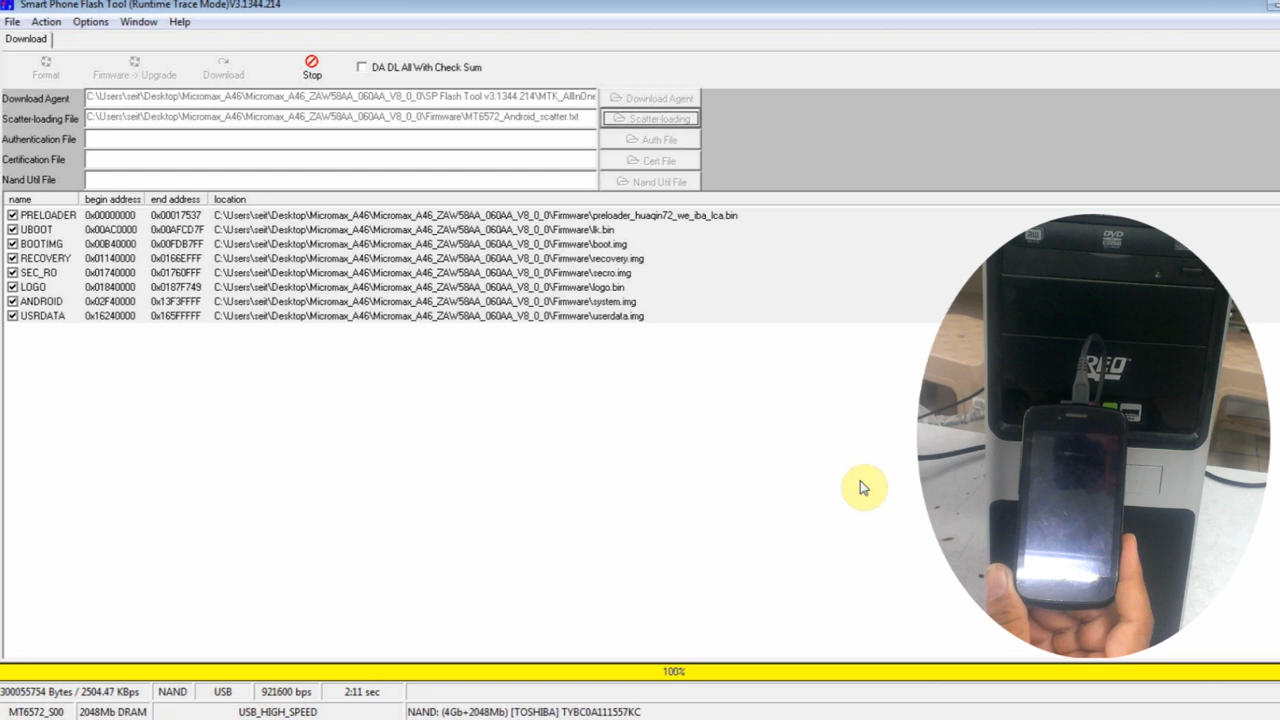 Smart Phone Flash Tool (Runtime Trace Mode)V3.1344.214
File Action Options Window Help
Download
Format Firmware -> Upgrade Download Stop DA DL All With Check Sum
Download Agent C:\Users\seit\Desktop\Micromax_A46\Micromax_A46_ZAW58AA_060AA_V8_0_0\SP Flash Tool v3.1344.214\MTK_AllInOne Download Agent
Scatter-loading File C:\Users\seit\Desktop\Micromax_A46\Micromax_A46_ZAW58AA_060AA_V8_0_0\Firmware\MT6572_Android_scatter.txt Scatter-loading
Authentication File Auth File
Certification File Cert File
Nand Util File Nand Util File
name begin address end address location
PRELOADER 0x00000000 0x00017537 C:\Users\seit\Desktop\Micromax_A46\Micromax_A46_ZAW58AA_060AA_V8_0_0\Firmware\preloader_huaqin72_we_iba_lca.bin
UBOOT 0x00AC0000 0x00AFCD7F C:\Users\seit\Desktop\Micromax_A46\Micromax_A46_ZAW58AA_060AA_V8_0_0\Firmware\lk.bin
BOOTIMG 0x00B40000 0x00FDB7FF C:\Users\seit\Desktop\Micromax_A46\Micromax_A46_ZAW58AA_060AA_V8_0_0\Firmware\boot.img
RECOVERY 0x01140000 0x0166EFFF C:\Users\seit\Desktop\Micromax_A46\Micromax_A46_ZAW58AA_060AA_V8_0_0\Firmware\recovery.img
SEC_RO 0x01740000 0x01760FFF C:\Users\seit\Desktop\Micromax_A46\Micromax_A46_ZAW58AA_060AA_V8_0_0\Firmware\secro.img
LOGO 0x01840000 0x0187F749 C:\Users\seit\Desktop\Micromax_A46\Micromax_A46_ZAW58AA_060AA_V8_0_0\Firmware\logo.bin
ANDROID 0x02F40000 0x13F3FFFF C:\Users\seit\Desktop\Micromax_A46\Micromax_A46_ZAW58AA_060AA_V8_0_0\Firmware\system.img
USRDATA 0x16240000 0x165FFFFF C:\Users\seit\Desktop\Micromax_A46\Micromax_A46_ZAW58AA_060AA_V8_0_0\Firmware\userdata.img
DVD
100%
300055754 Bytes / 2504.47 KBps NAND USB 921600 bps 2:11 sec
MT6572_S00 2048Mb DRAM USB_HIGH_SPEED NAND: (4Gb+2048Mb) [TOSHIBA] TYBC0A111557KC